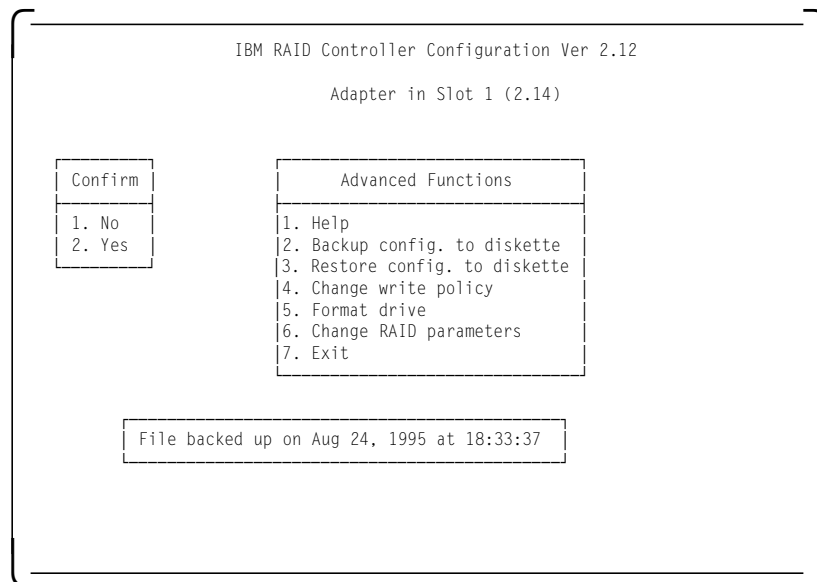 IBM RAID Controller Configuration Ver 2.12
Adapter in Slot 1 (2.14)
Confirm
1. No
2. Yes
Advanced Functions
1. Help
2. Backup config. to diskette
3. Restore config. to diskette
4. Change write policy
5. Format drive
6. Change RAID parameters
7. Exit
File backed up on Aug 24, 1995 at 18:33:37